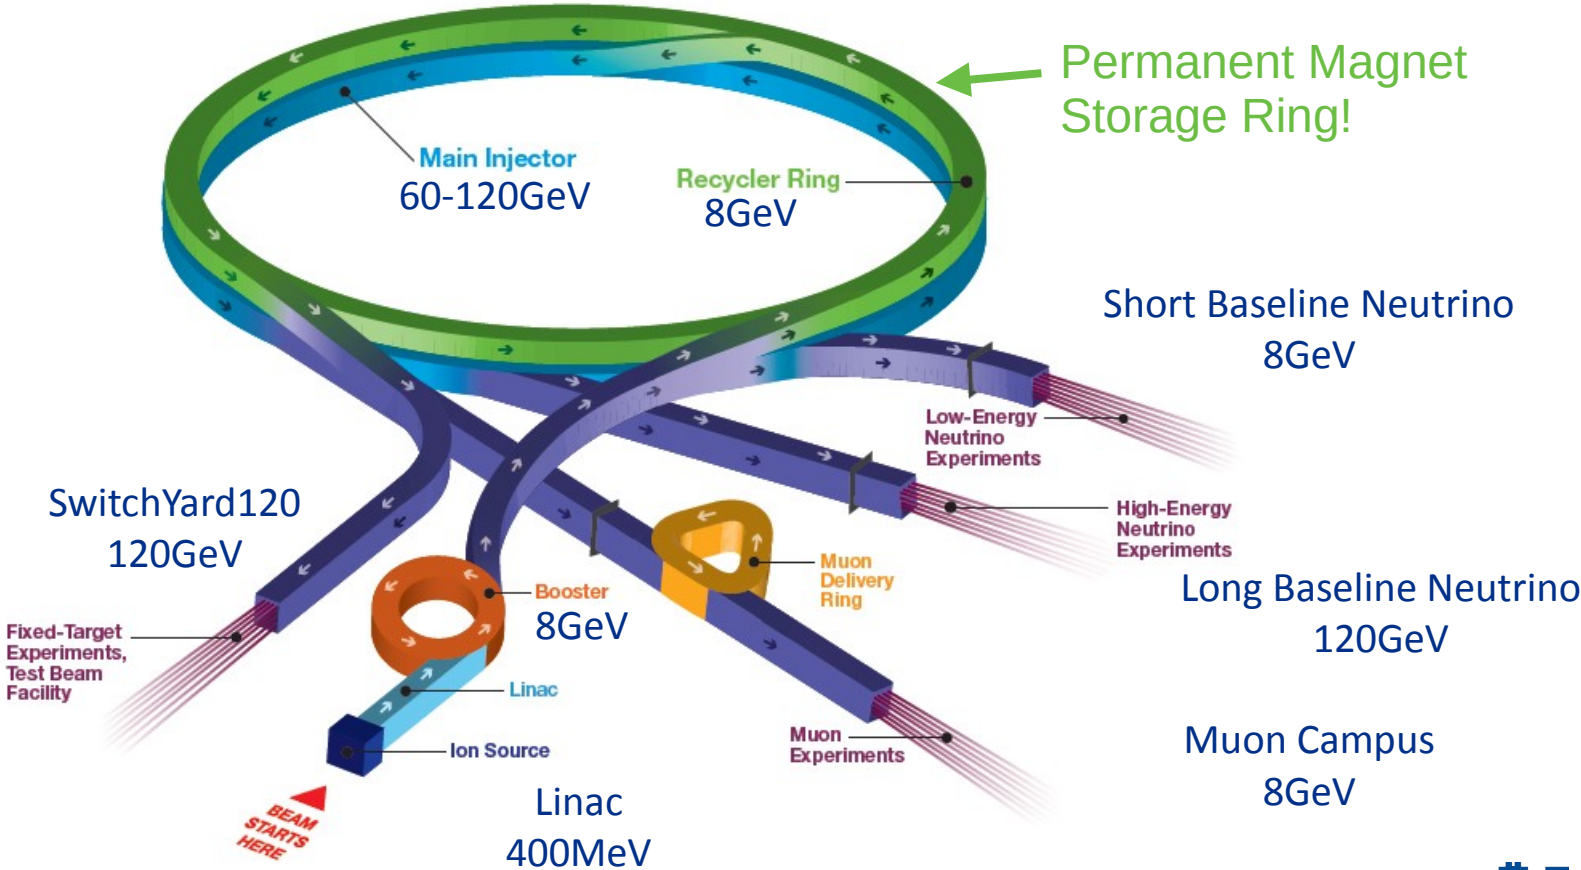 Permanent Magnet
Storage Ring!
Main Injector
60-120GeV
Recycler Ring
8GeV
Short Baseline Neutrino
8GeV
Low-Energy
Neutrino
Experiments
SwitchYard120
120GeV
High-Energy
Neutrino
Experiments
Long Baseline Neutrino
120GeV
Muon
Delivery
Ring
Booster
8GeV
Fixed-Target
Experiments,
Test Beam
Facility
Linac
Ion Source
Muon
Experiments
Muon Campus
8GeV
BEAM
STARTS
HERE
Linac
400MeV